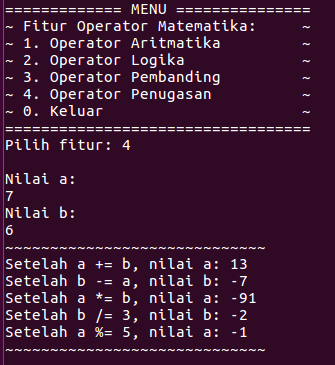 ============= MENU ===============
~ Fitur Operator Matematika:     ~
~ 1. Operator Aritmatika         ~
~ 2. Operator Logika             ~
~ 3. Operator Pembanding         ~
~ 4. Operator Penugasan          ~
~ 0. Keluar                      ~
==================================
Pilih fitur: 4

Nilai a:
7
Nilai b:
6
~~~~~~~~~~~~~~~~~~~~~~~~~~~~~
Setelah a += b, nilai a: 13
Setelah b -= a, nilai b: -7
Setelah a *= b, nilai a: -91
Setelah b /= 3, nilai b: -2
Setelah a %= 5, nilai b: -1
~~~~~~~~~~~~~~~~~~~~~~~~~~~~~